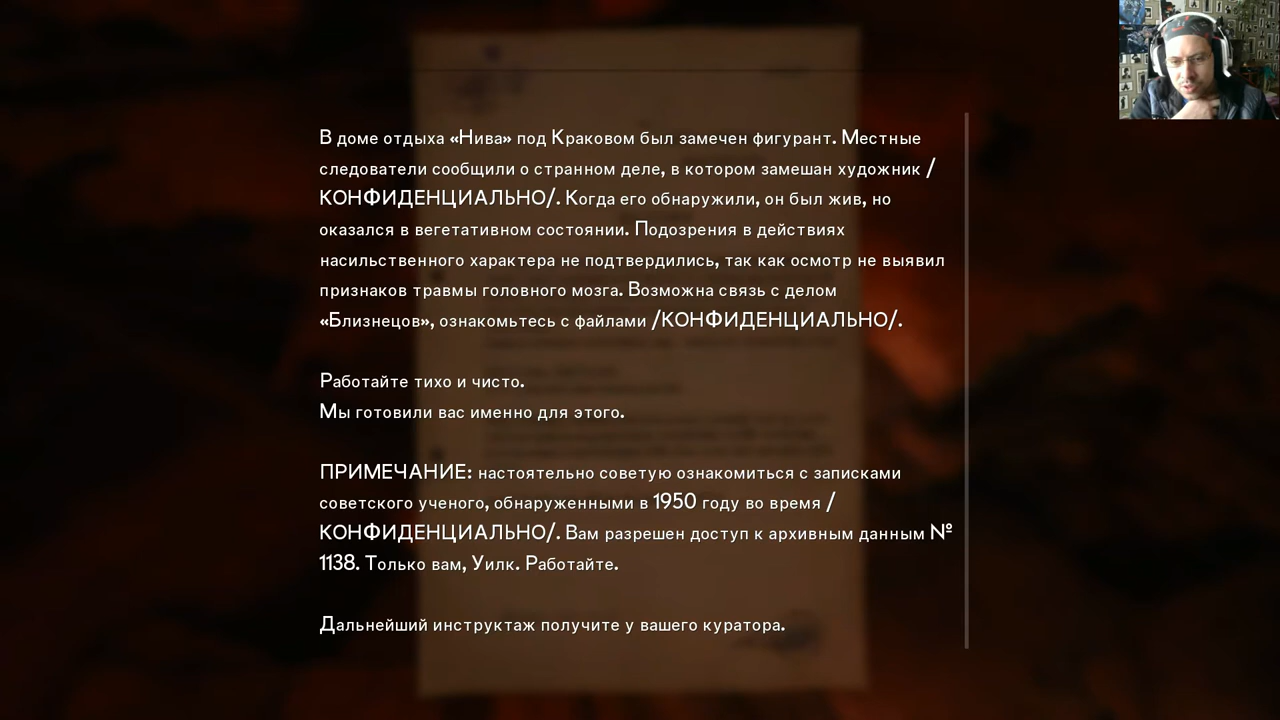 В доме отдыха «Нива» под Краковом был замечен фигурант. Местные
следователи сообщили о странном деле, в котором замешан художник /
КОНФИДЕНЦИАЛЬНО/. Когда его обнаружили, он был жив, но
оказался в вегетативном состоянии. Подозрения в действиях
насильственного характера не подтвердились, так как осмотр не выявил
признаков травмы головного мозга. Возможна связь с делом
«Близнецов», ознакомьтесь с файлами /КОНФИДЕНЦИАЛЬНО/.
Работайте тихо и чисто.
Мы готовили вас именно для этого.
ПРИМЕЧАНИЕ: настоятельно советую ознакомиться с записками
советского ученого, обнаруженными в 1950 году во время /
КОНФИДЕНЦИАЛЬНО/. Вам разрешен доступ к архивным данным №
1138. Только вам, Уилк. Работайте.
Дальнейший инструктаж получите у вашего куратора.